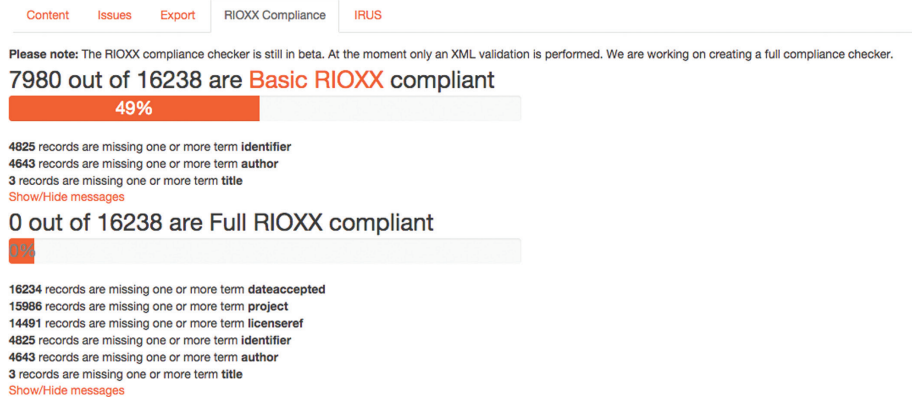 Content Issues Export RIOXX Compliance IRUS
Please note: The RIOXX compliance checker is still in beta. At the moment only an XML validation is performed. We are working on creating a full compliance checker.
7980 out of 16238 are Basic RIOXX compliant
49%
4825 records are missing one or more term identifier
4643 records are missing one or more term author
3 records are missing one or more term title
Show/Hide messages
0 out of 16238 are Full RIOXX compliant
0%
16234 records are missing one or more term dateaccepted
15986 records are missing one or more term project
14491 records are missing one or more term licenseref
4825 records are missing one or more term identifier
4643 records are missing one or more term author
3 records are missing one or more term title
Show/Hide messages